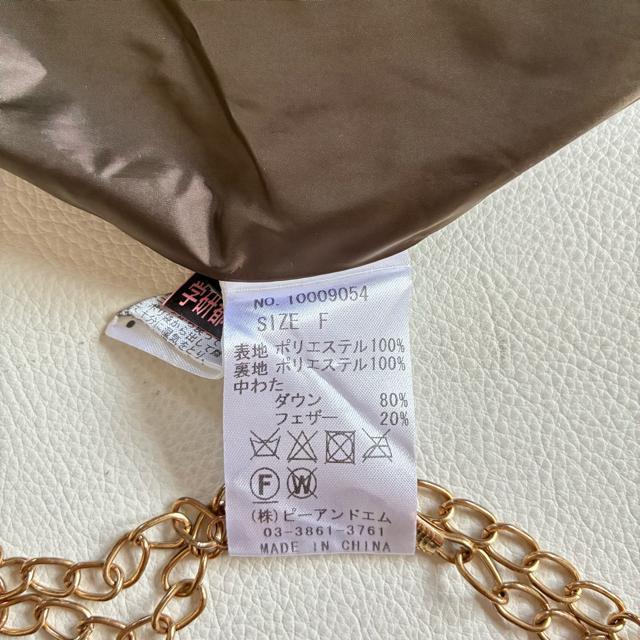 NO. 10009054
SIZE F
表地 ポリエステル100%
裏地 ポリエステル100%
中わた
ダウン 80%
フェザー 20%
F W
(株)ピーアンドエム
03-3861-3761
MADE IN CHINA